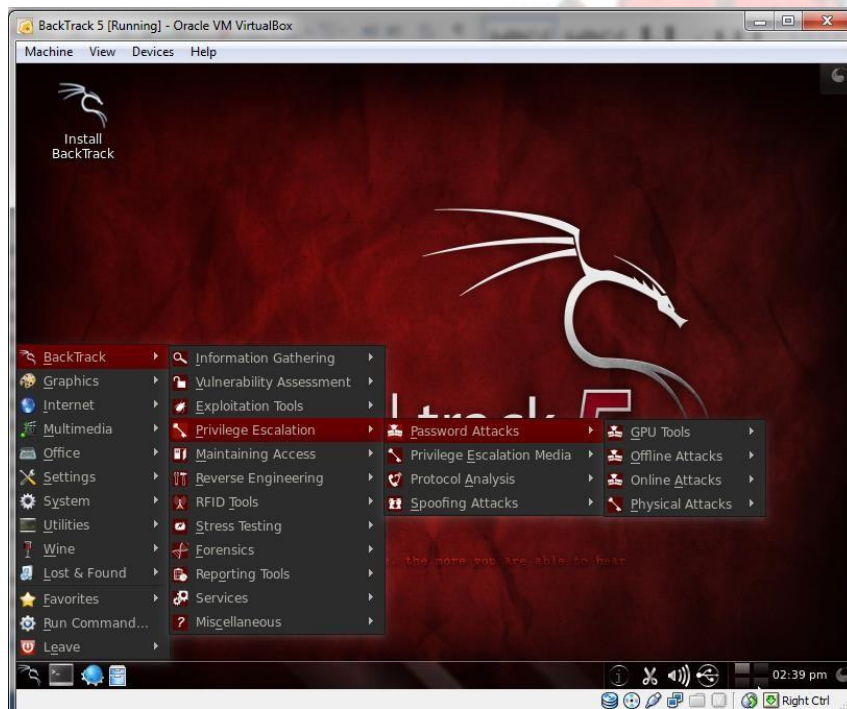 BackTrack 5 [Running] - Oracle VM VirtualBox
Machine View Devices Help
Install
BackTrack
BackTrack
Graphics
Internet
Multimedia
Office
Settings
System
Utilities
Wine
Lost & Found
Favorites
Run Command...
Leave
Information Gathering
Vulnerability Assessment
Exploitation Tools
Privilege Escalation
Maintaining Access
Reverse Engineering
RFID Tools
Stress Testing
Forensics
Reporting Tools
Services
Miscellaneous
Password Attacks
Privilege Escalation Media
Protocol Analysis
Spoofing Attacks
GPU Tools
Offline Attacks
Online Attacks
Physical Attacks
the more you are able to hear
02:39 pm
Right Ctrl